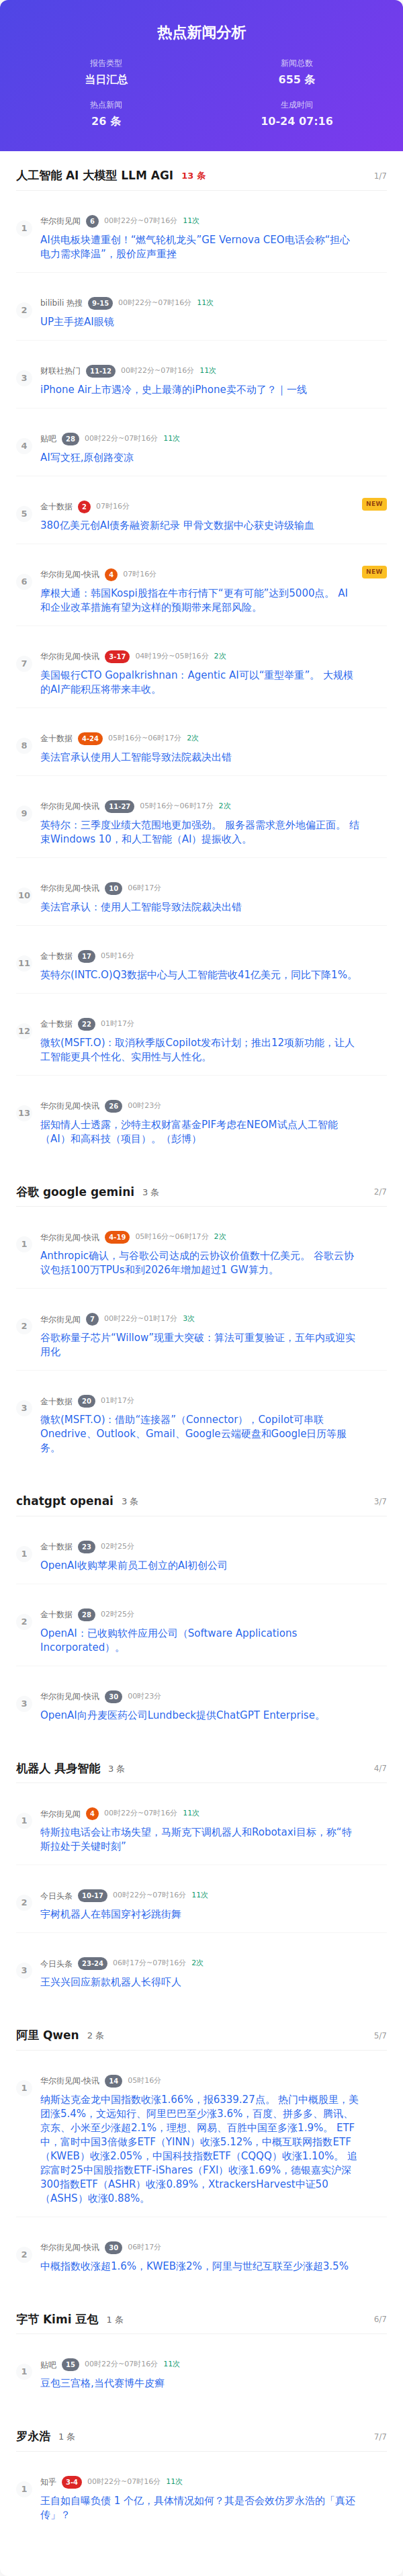 热点新闻分析
报告类型
新闻总数
当日汇总
655 条
热点新闻
生成时间
26 条
10-24 07:16
人工智能 AI 大模型 LLM AGI 13 条 1/7
1
华尔街见闻 6 00时22分~07时16分 11次
AI供电板块遭重创！“燃气轮机龙头”GE Vernova CEO电话会称“担心
电力需求降温”，股价应声重挫
2
bilibili 热搜 9-15 00时22分~07时16分 11次
UP主手搓AI眼镜
3
财联社热门 11-12 00时22分~07时16分 11次
iPhone Air上市遇冷，史上最薄的iPhone卖不动了？｜一线
4
贴吧 28 00时22分~07时16分 11次
AI写文狂,原创路变凉
5
金十数据 2 07时16分
NEW
380亿美元创AI债务融资新纪录 甲骨文数据中心获史诗级输血
6
华尔街见闻-快讯 4 07时16分
NEW
摩根大通：韩国Kospi股指在牛市行情下“更有可能”达到5000点。 AI
和企业改革措施有望为这样的预期带来尾部风险。
7
华尔街见闻-快讯 3-17 04时19分~05时16分 2次
美国银行CTO Gopalkrishnan：Agentic AI可以“重型举重”。 大规模
的AI产能积压将带来丰收。
8
金十数据 4-24 05时16分~06时17分 2次
美法官承认使用人工智能导致法院裁决出错
9
华尔街见闻-快讯 11-27 05时16分~06时17分 2次
英特尔：三季度业绩大范围地更加强劲。 服务器需求意外地偏正面。 结
束Windows 10，和人工智能（AI）提振收入。
10
华尔街见闻-快讯 10 06时17分
美法官承认：使用人工智能导致法院裁决出错
11
金十数据 17 05时16分
英特尔(INTC.O)Q3数据中心与人工智能营收41亿美元，同比下降1%。
12
金十数据 22 01时17分
微软(MSFT.O)：取消秋季版Copilot发布计划；推出12项新功能，让人
工智能更具个性化、实用性与人性化。
13
华尔街见闻-快讯 26 00时23分
据知情人士透露，沙特主权财富基金PIF考虑在NEOM试点人工智能
（AI）和高科技（项目）。（彭博）
谷歌 google gemini 3 条 2/7
1
华尔街见闻-快讯 4-19 05时16分~06时17分 2次
Anthropic确认，与谷歌公司达成的云协议价值数十亿美元。 谷歌云协
议包括100万TPUs和到2026年增加超过1 GW算力。
2
华尔街见闻 7 00时22分~01时17分 3次
谷歌称量子芯片“Willow”现重大突破：算法可重复验证，五年内或迎实
用化
3
金十数据 20 01时17分
微软(MSFT.O)：借助“连接器”（Connector），Copilot可串联
Onedrive、Outlook、Gmail、Google云端硬盘和Google日历等服
务。
chatgpt openai 3 条 3/7
1
金十数据 23 02时25分
OpenAI收购苹果前员工创立的AI初创公司
2
金十数据 28 02时25分
OpenAI：已收购软件应用公司（Software Applications
Incorporated）。
3
华尔街见闻-快讯 30 00时23分
OpenAI向丹麦医药公司Lundbeck提供ChatGPT Enterprise。
机器人 具身智能 3 条 4/7
1
华尔街见闻 4 00时22分~07时16分 11次
特斯拉电话会让市场失望，马斯克下调机器人和Robotaxi目标，称“特
斯拉处于关键时刻”
2
今日头条 10-17 00时22分~07时16分 11次
宇树机器人在韩国穿衬衫跳街舞
3
今日头条 23-24 06时17分~07时16分 2次
王兴兴回应新款机器人长得吓人
阿里 Qwen 2 条 5/7
1
华尔街见闻-快讯 14 05时16分
纳斯达克金龙中国指数收涨1.66%，报6339.27点。 热门中概股里，美
团涨5.4%，文远知行、阿里巴巴至少涨3.6%，百度、拼多多、腾讯、
京东、小米至少涨超2.1%，理想、网易、百胜中国至多涨1.9%。 ETF
中，富时中国3倍做多ETF（YINN）收涨5.12%，中概互联网指数ETF
（KWEB）收涨2.05%，中国科技指数ETF（CQQQ）收涨1.10%。 追
踪富时25中国股指数ETF-iShares（FXI）收涨1.69%，德银嘉实沪深
300指数ETF（ASHR）收涨0.89%，XtrackersHarvest中证50
（ASHS）收涨0.88%。
2
华尔街见闻-快讯 30 06时17分
中概指数收涨超1.6%，KWEB涨2%，阿里与世纪互联至少涨超3.5%
字节 Kimi 豆包 1 条 6/7
1
贴吧 15 00时22分~07时16分 11次
豆包三宫格,当代赛博牛皮癣
罗永浩 1 条 7/7
1
知乎 3-4 00时22分~07时16分 11次
王自如自曝负债 1 个亿，具体情况如何？其是否会效仿罗永浩的「真还
传」？